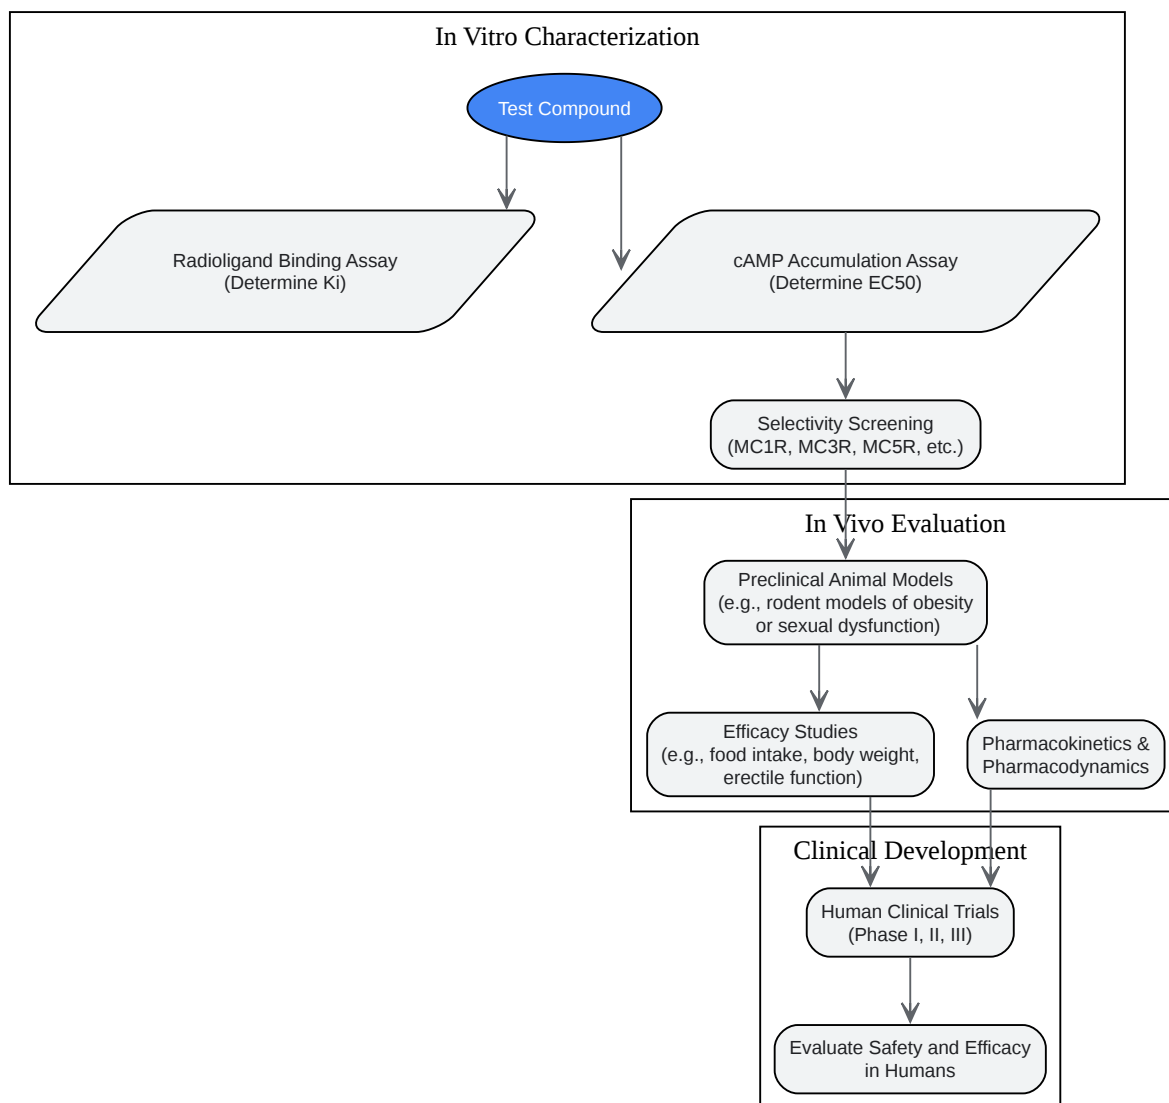 In Vitro Characterization
Test Compound
Radioligand Binding Assay
(Determine Ki)
cAMP Accumulation Assay
(Determine EC50)
Selectivity Screening
(MC1R, MC3R, MC5R, etc.)
In Vivo Evaluation
Preclinical Animal Models
(e.g., rodent models of obesity
or sexual dysfunction)
Efficacy Studies
(e.g., food intake, body weight,
erectile function)
Pharmacokinetics &
Pharmacodynamics
Clinical Development
Human Clinical Trials
(Phase I, II, III)
Evaluate Safety and Efficacy
in Humans